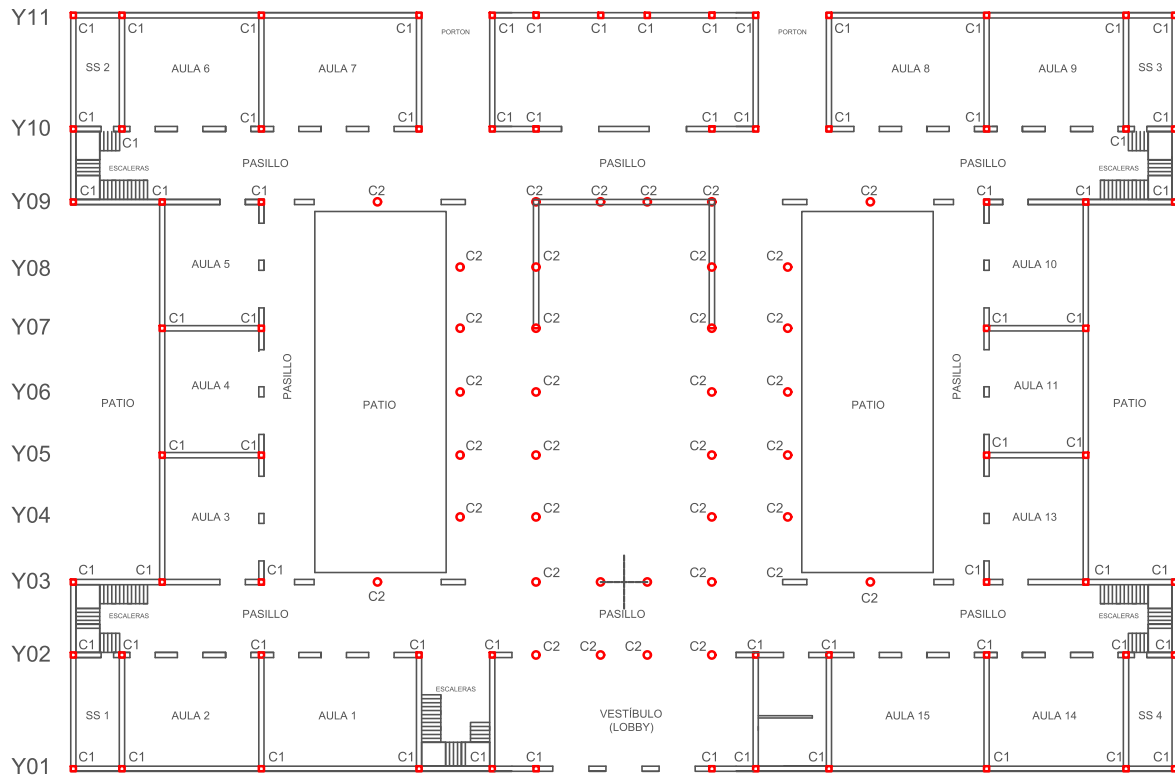 Y11
C1 C1 C1 C1 C1 C1 C1 C1 C1 C1 C1 C1 C1 C1
PORTON PORTON
SS 2 AULA 6 AULA 7 AULA 8 AULA 9 SS 3
C1 C1 C1 C1 C1 C1 C1 C1 C1 C1
Y10
C1 C1
PASILLO PASILLO PASILLO
ESCALERAS ESCALERAS
C1 C1 C1 C2 C2 C2 C2 C2 C2 C1 C1 C1
Y09
C2 C2 C2 C2
AULA 5 AULA 10
Y08
C1 C1 C2 C2 C2 C2 C1 C1
Y07
PASILLO PASILLO
C2 C2 C2 C2
AULA 4 AULA 11
Y06
PATIO PATIO PATIO PATIO
C1 C1 C2 C2 C2 C2 C1 C1
Y05
C2 C2 C2 C2
AULA 3 AULA 13
Y04
C1 C1 C1 C2 C2 C2 C2 C2 C1 C1
Y03
C2 C2
PASILLO PASILLO PASILLO
ESCALERAS ESCALERAS
C1 C1 C1 C1 C1 C2 C2 C2 C2 C1 C1 C1 C1 C1
Y02
ESCALERAS
SS 1 AULA 2 AULA 1 VESTÍBULO AULA 15 AULA 14 SS 4
(LOBBY)
C1 C1 C1 C1 C1 C1 C1 C1 C1 C1 C1 C1
Y01